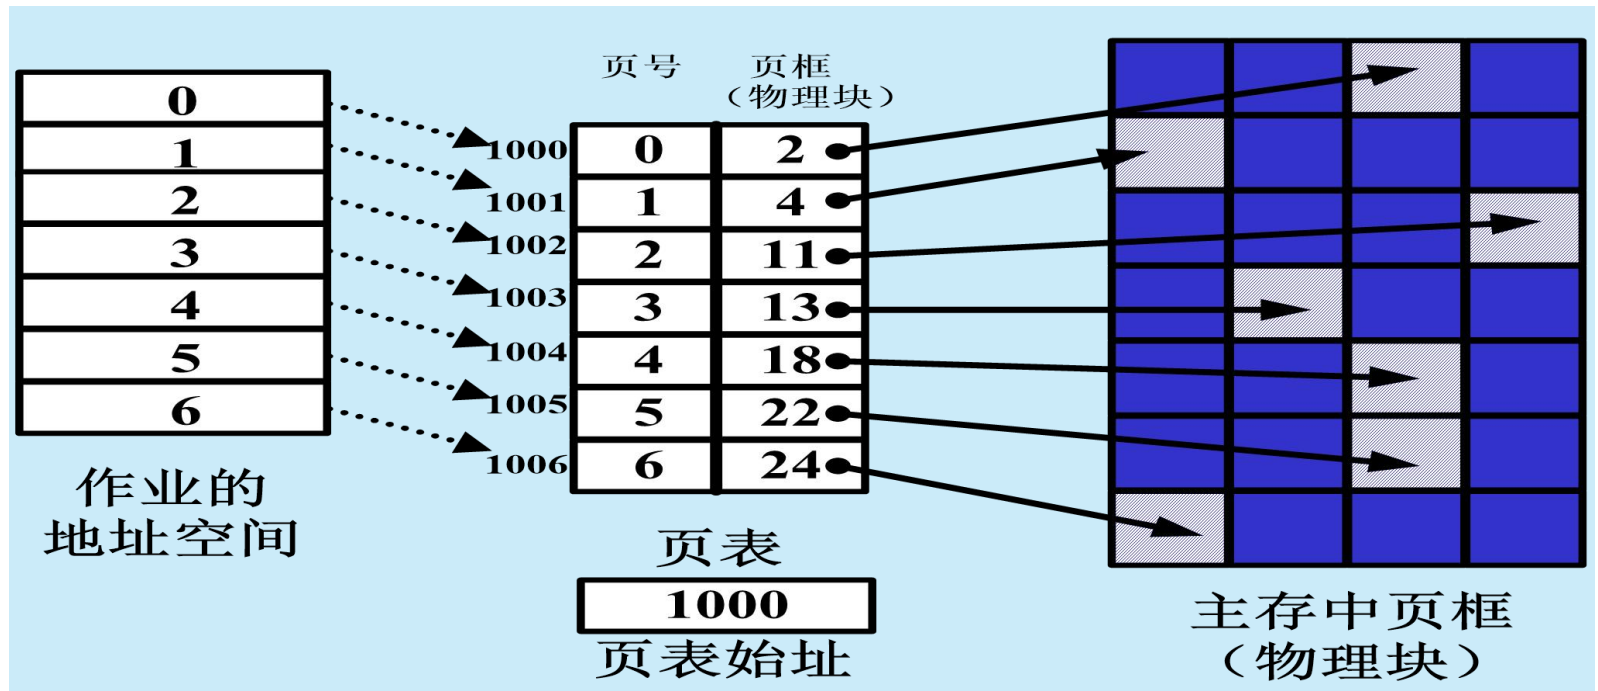 0
1
2
3
4
5
6
作业的
地址空间
页号 页框
（物理块）
1000 0 2
1001 1 4
1002 2 11
1003 3 13
1004 4 18
1005 5 22
1006 6 24
页表
1000
页表始址
主存中页框
（物理块）